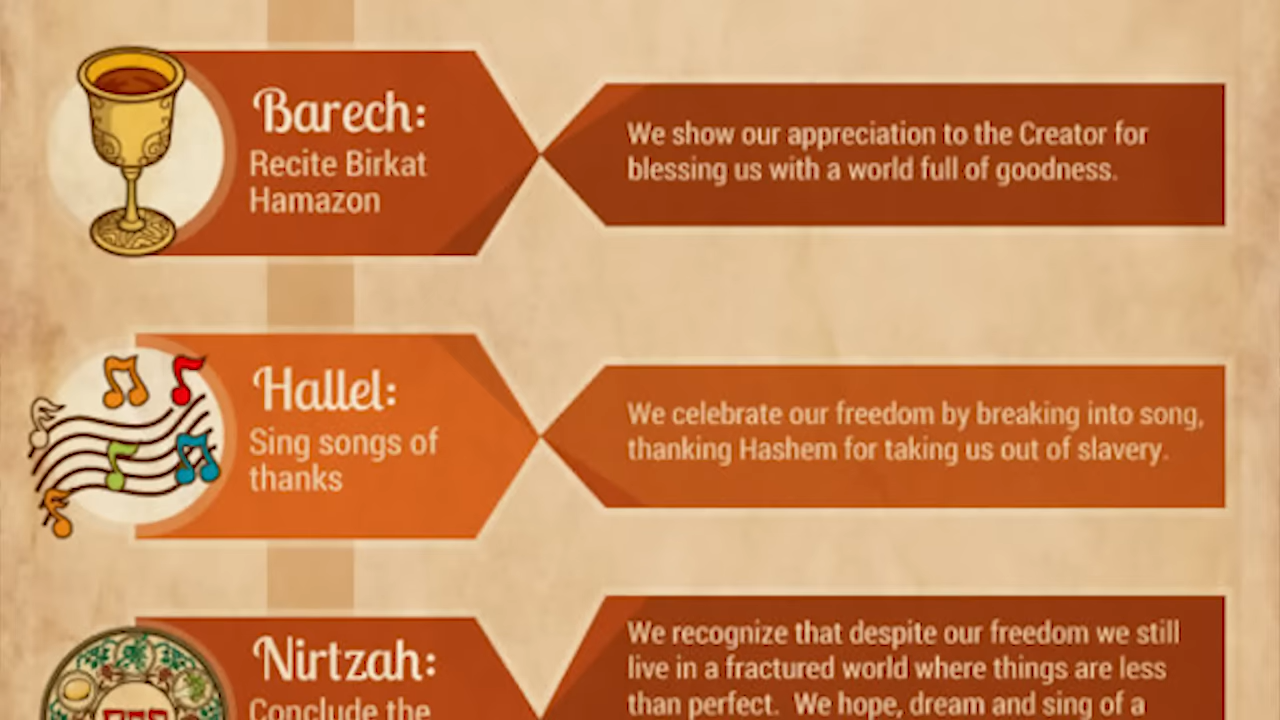 Barech:
Recite Birkat
Hamazon
We show our appreciation to the Creator for
blessing us with a world full of goodness.
Hallel:
Sing songs of
thanks
We celebrate our freedom by breaking into song,
thanking Hashem for taking us out of slavery.
Nirtzah:
Conclude the
We recognize that despite our freedom we still
live in a fractured world where things are less
than perfect. We hope, dream and sing of a